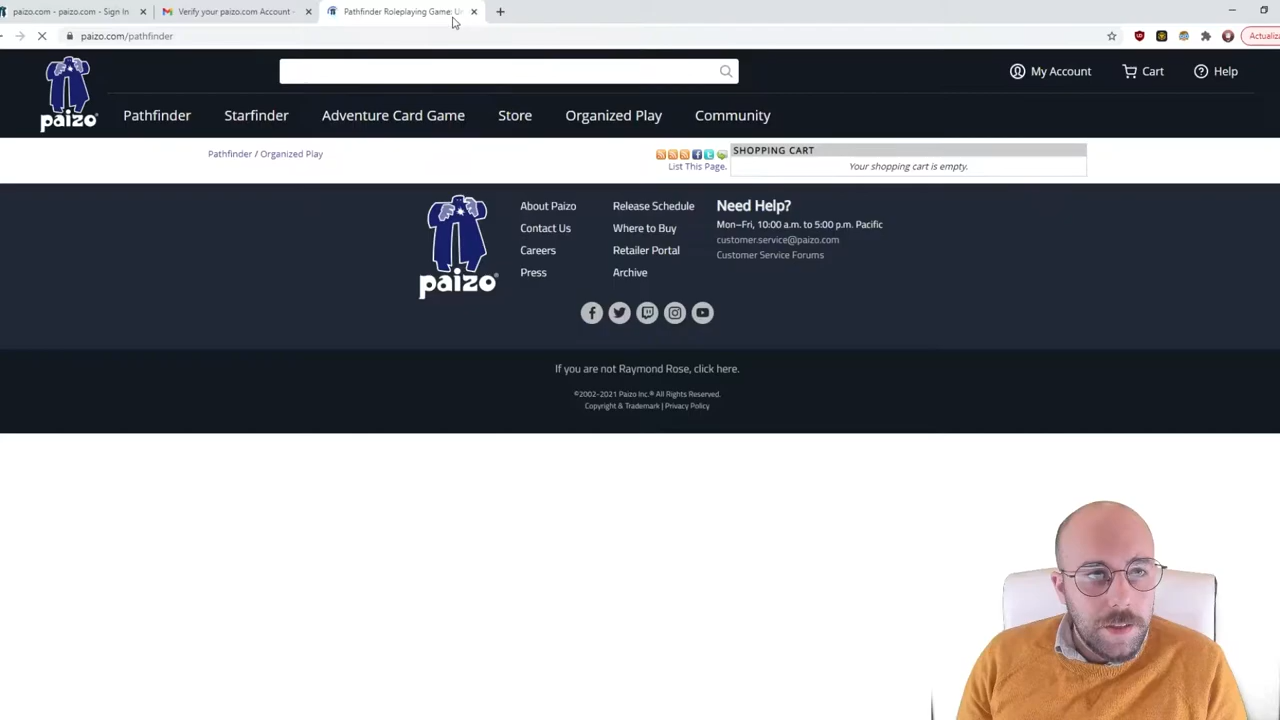 paizo.com - paizo.com - Sign In
Verify your paizo.com Account -
Pathfinder Roleplaying Game: U
paizo.com/pathfinder
Actualiza
paizo
My Account
Cart
Help
Pathfinder
Starfinder
Adventure Card Game
Store
Organized Play
Community
Pathfinder / Organized Play
List This Page.
SHOPPING CART
Your shopping cart is empty.
paizo
About Paizo
Contact Us
Careers
Press
Release Schedule
Where to Buy
Retailer Portal
Archive
Need Help?
Mon–Fri, 10:00 a.m. to 5:00 p.m. Pacific
customer.service@paizo.com
Customer Service Forums
If you are not Raymond Rose, click here.
©2002-2021 Paizo Inc.® All Rights Reserved.
Copyright & Trademark | Privacy Policy